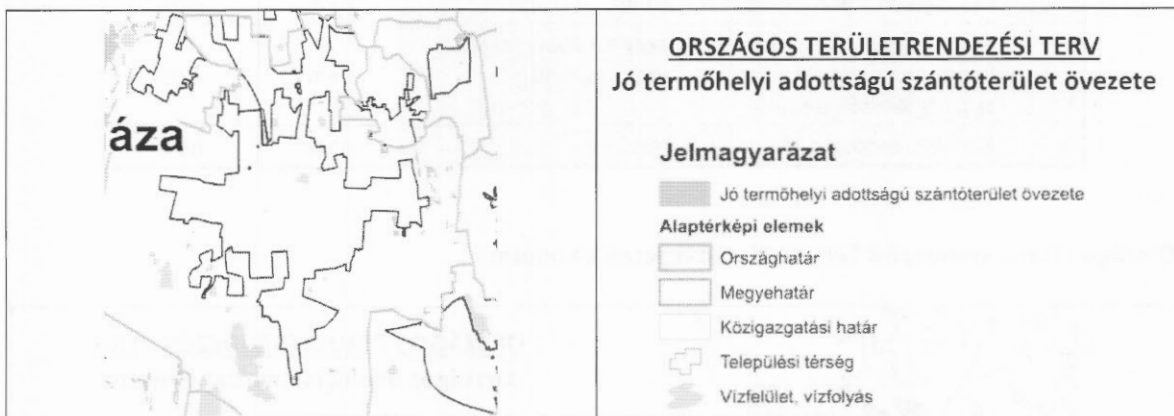 áza
ORSZÁGOS TERÜLETRENDEZÉSI TERV
Jó termőhelyi adottságú szántóterület övezete
Jelmagyarázat
Jó termőhelyi adottságú szántóterület övezete
Alaptérképi elemek
Országhatár
Megyehatár
Közigazgatási határ
Települési térség
Vízfelület, vízfolyás